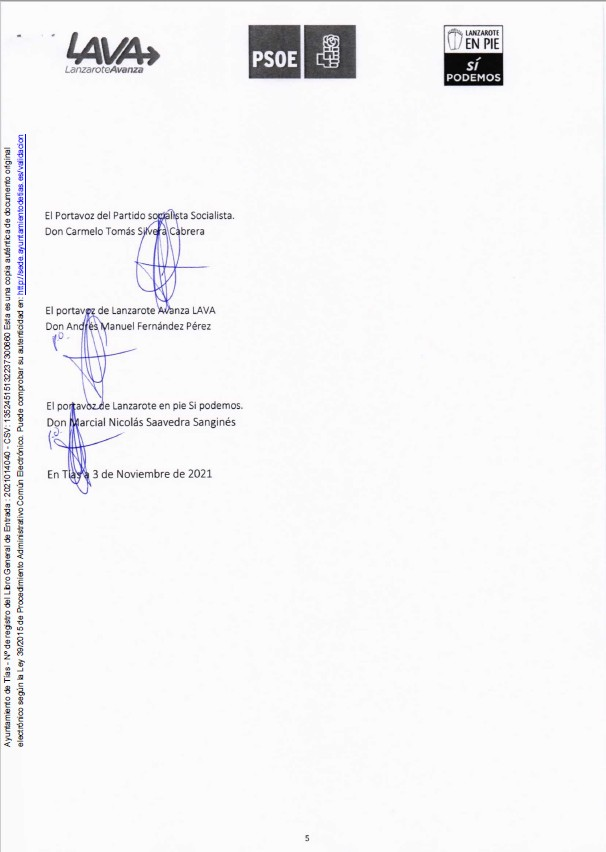 LAVA
LanzaroteAvanza
PSOE
LANZAROTE
EN PIE
sí
PODEMOS
El Portavoz del Partido socialista Socialista.
Don Carmelo Tomás Silvera Cabrera
El portavoz de Lanzarote Avanza LAVA
Don Andrés Manuel Fernández Pérez
P.O.
El portavoz de Lanzarote en pie Si podemos.
Don Marcial Nicolás Saavedra Sanginés
P.O.
En Tías a 3 de Noviembre de 2021
Ayuntamiento de Tías - Nº de registro del Libro General de Entrada : 2021014040 - CSV: 13524515132237300660 Esta es una copia auténtica de documento original
electrónico según la Ley 39/2015 de Procedimiento Administrativo Común Electrónico. Puede comprobar su autenticidad en: http://sede.ayuntamientodetias.es/validacion
5